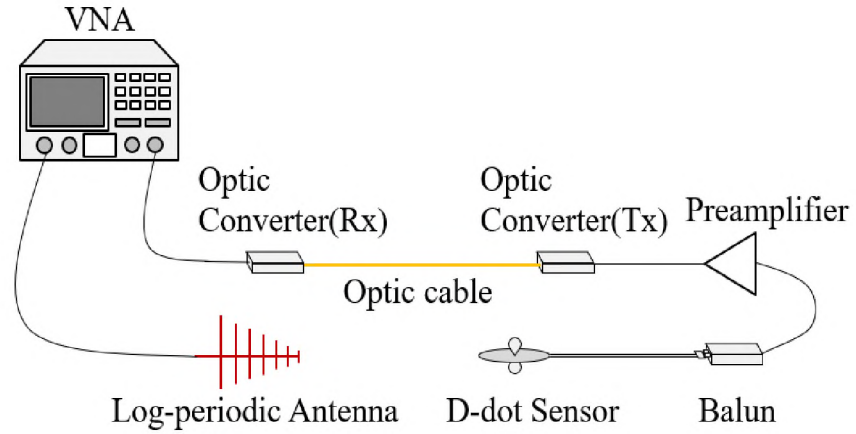 VNA
Optic
Converter(Rx)
Optic
Converter(Tx)
Preamplifier
Optic cable
Log-periodic Antenna
D-dot Sensor
Balun